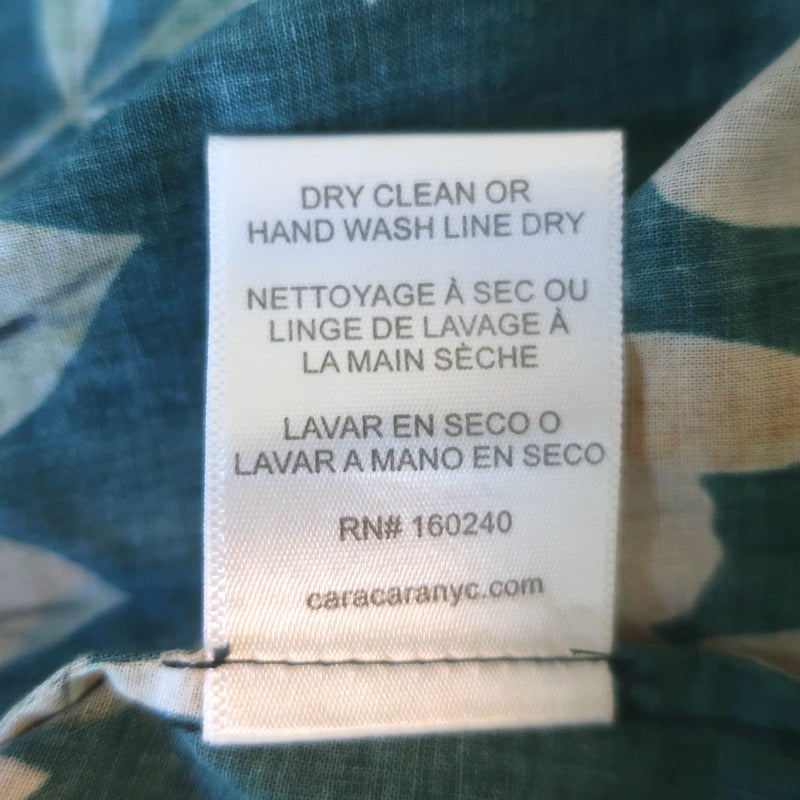 DRY CLEAN OR
HAND WASH LINE DRY
NETTOYAGE À SEC OU
LINGE DE LAVAGE À
LA MAIN SÈCHE
LAVAR EN SECO O
LAVAR A MANO EN SECO
RN# 160240
caracaranyc.com